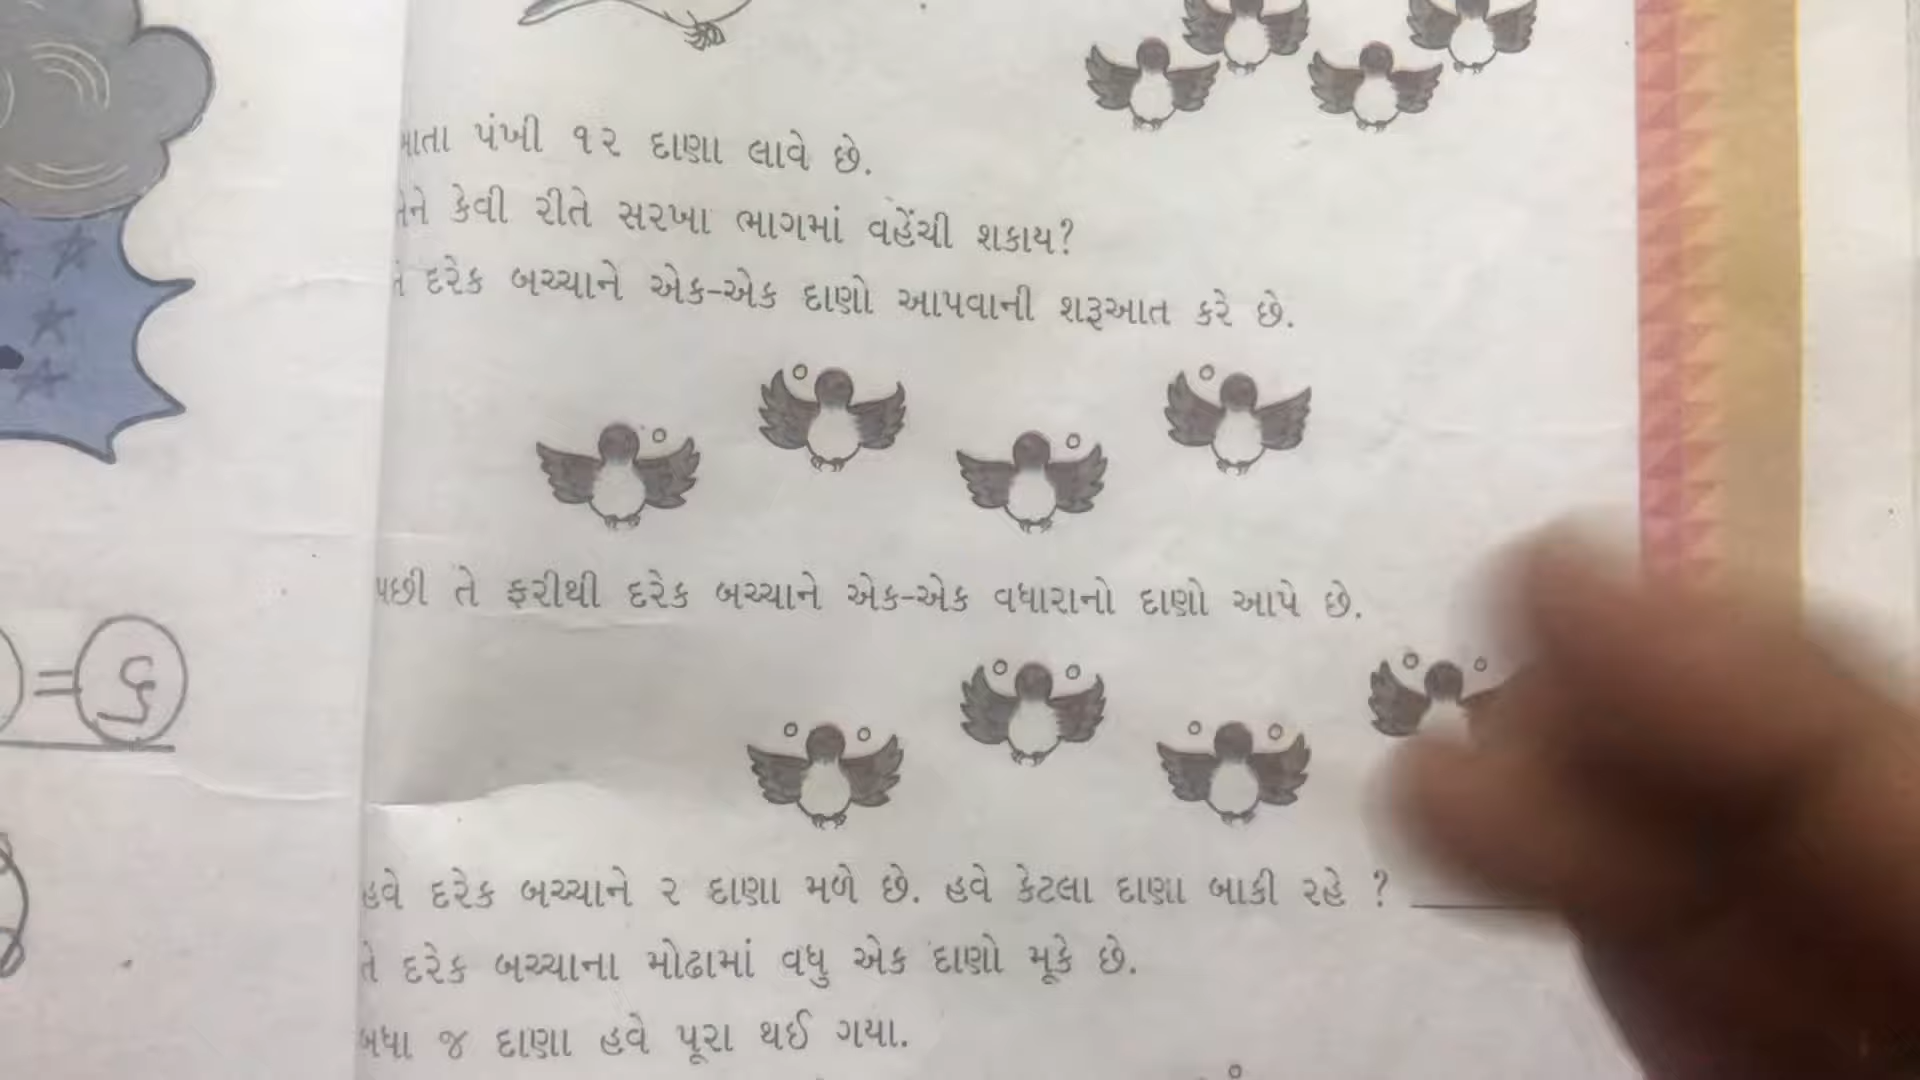 માતા પંખી ૧૨ દાણા લાવે છે.
તેને કેવી રીતે સરખા ભાગમાં વહેંચી શકાય?
તે દરેક બચ્ચાને એક-એક દાણો આપવાની શરૂઆત કરે છે.
પછી તે ફરીથી દરેક બચ્ચાને એક-એક વધારાનો દાણો આપે છે.
= ૬
હવે દરેક બચ્ચાને ૨ દાણા મળે છે. હવે કેટલા દાણા બાકી રહે ?
તે દરેક બચ્ચાના મોઢામાં વધુ એક દાણો મૂકે છે.
બધા જ દાણા હવે પૂરા થઈ ગયા.